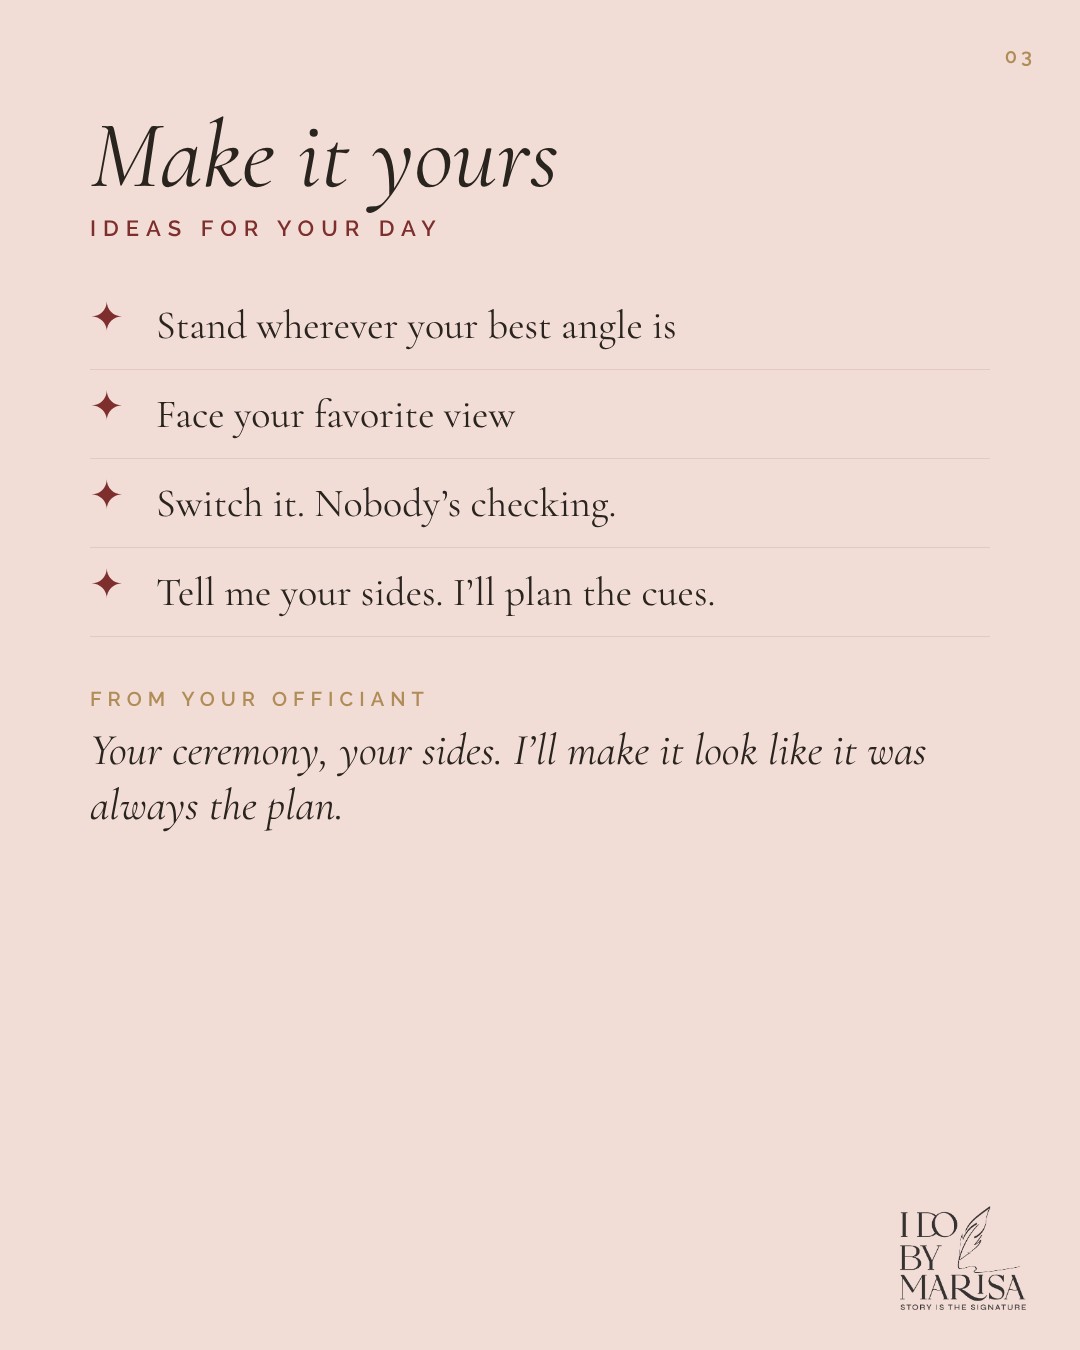 03
Make it yours
IDEAS FOR YOUR DAY
Stand wherever your best angle is
Face your favorite view
Switch it. Nobody’s checking.
Tell me your sides. I’ll plan the cues.
FROM YOUR OFFICIANT
Your ceremony, your sides. I’ll make it look like it was
always the plan.
I DO
BY
MARISA
STORY IS THE SIGNATURE